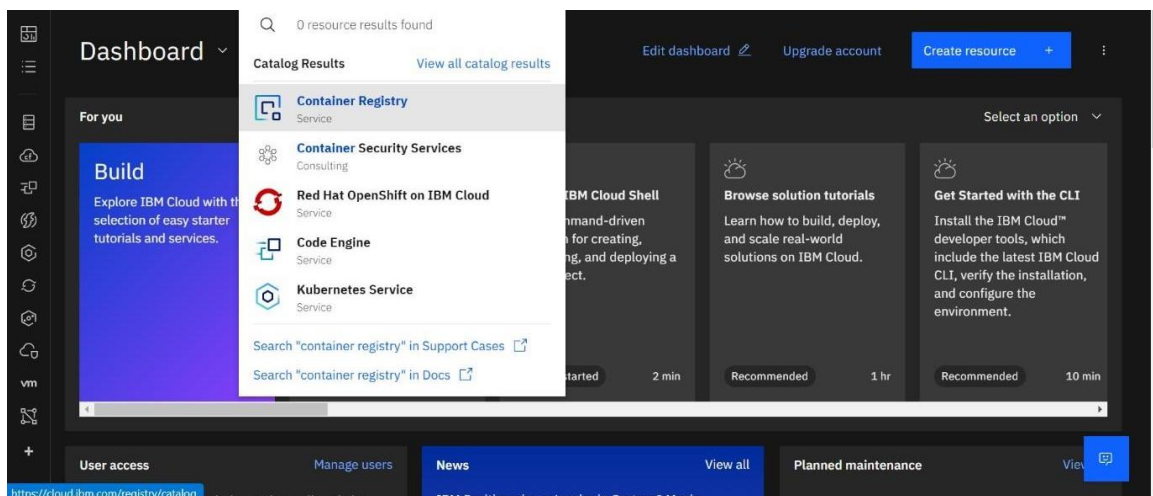 0 resource results found
Dashboard
Edit dashboard
Upgrade account
Create resource +
Catalog Results
View all catalog results
Container Registry
Service
Container Security Services
Consulting
Red Hat OpenShift on IBM Cloud
Service
Code Engine
Service
Kubernetes Service
Service
Search "container registry" in Support Cases
Search "container registry" in Docs
For you
Select an option
Build
Explore IBM Cloud with
selection of easy starter
tutorials and services.
IBM Cloud Shell
for creating,
and deploying a
2 min
Browse solution tutorials
Learn how to build, deploy,
and scale real-world
solutions on IBM Cloud.
Recommended
1 hr
Get Started with the CLI
Install the IBM Cloud™
developer tools, which
include the latest IBM Cloud
CLI, verify the installation,
and configure the
environment.
Recommended
10 min
vm
User access
Manage users
News
View all
Planned maintenance
https://cloud.ibm.com/registry/catalog